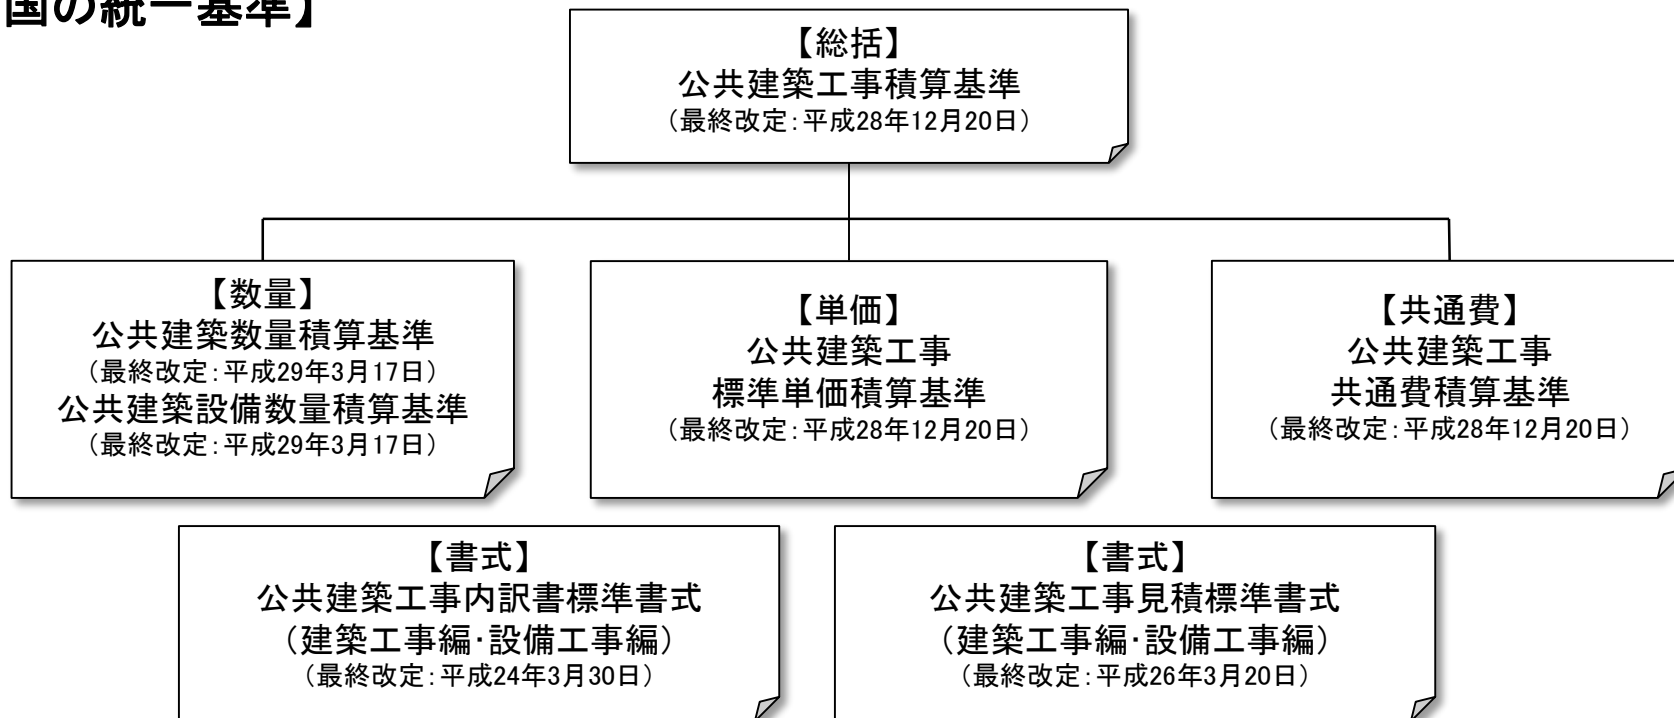 国の統一基準】
【総括】
公共建築工事積算基準
（最終改定：平成28年12月20日）
【数量】
公共建築数量積算基準
（最終改定：平成29年3月17日）
公共建築設備数量積算基準
（最終改定：平成29年3月17日）
【単価】
公共建築工事
標準単価積算基準
（最終改定：平成28年12月20日）
【共通費】
公共建築工事
共通費積算基準
（最終改定：平成28年12月20日）
【書式】
公共建築工事内訳書標準書式
（建築工事編・設備工事編）
（最終改定：平成24年3月30日）
【書式】
公共建築工事見積標準書式
（建築工事編・設備工事編）
（最終改定：平成26年3月20日）